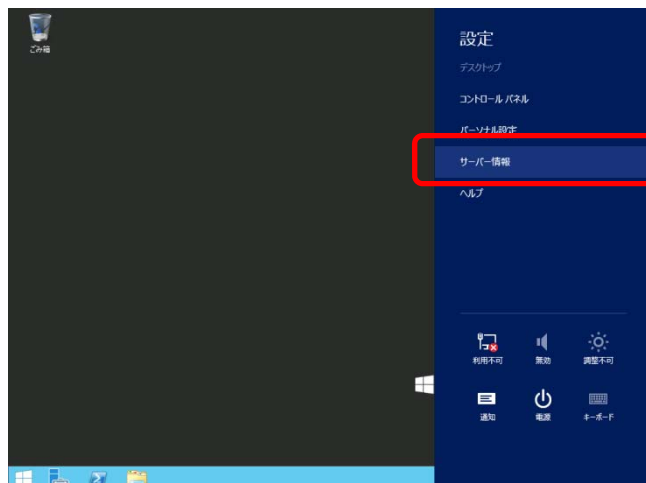 ごみ箱
設定
デスクトップ
コントロール パネル
パーソナル設定
サーバー情報
ヘルプ
利用不可
無効
調整不可
通知
電源
キーボード